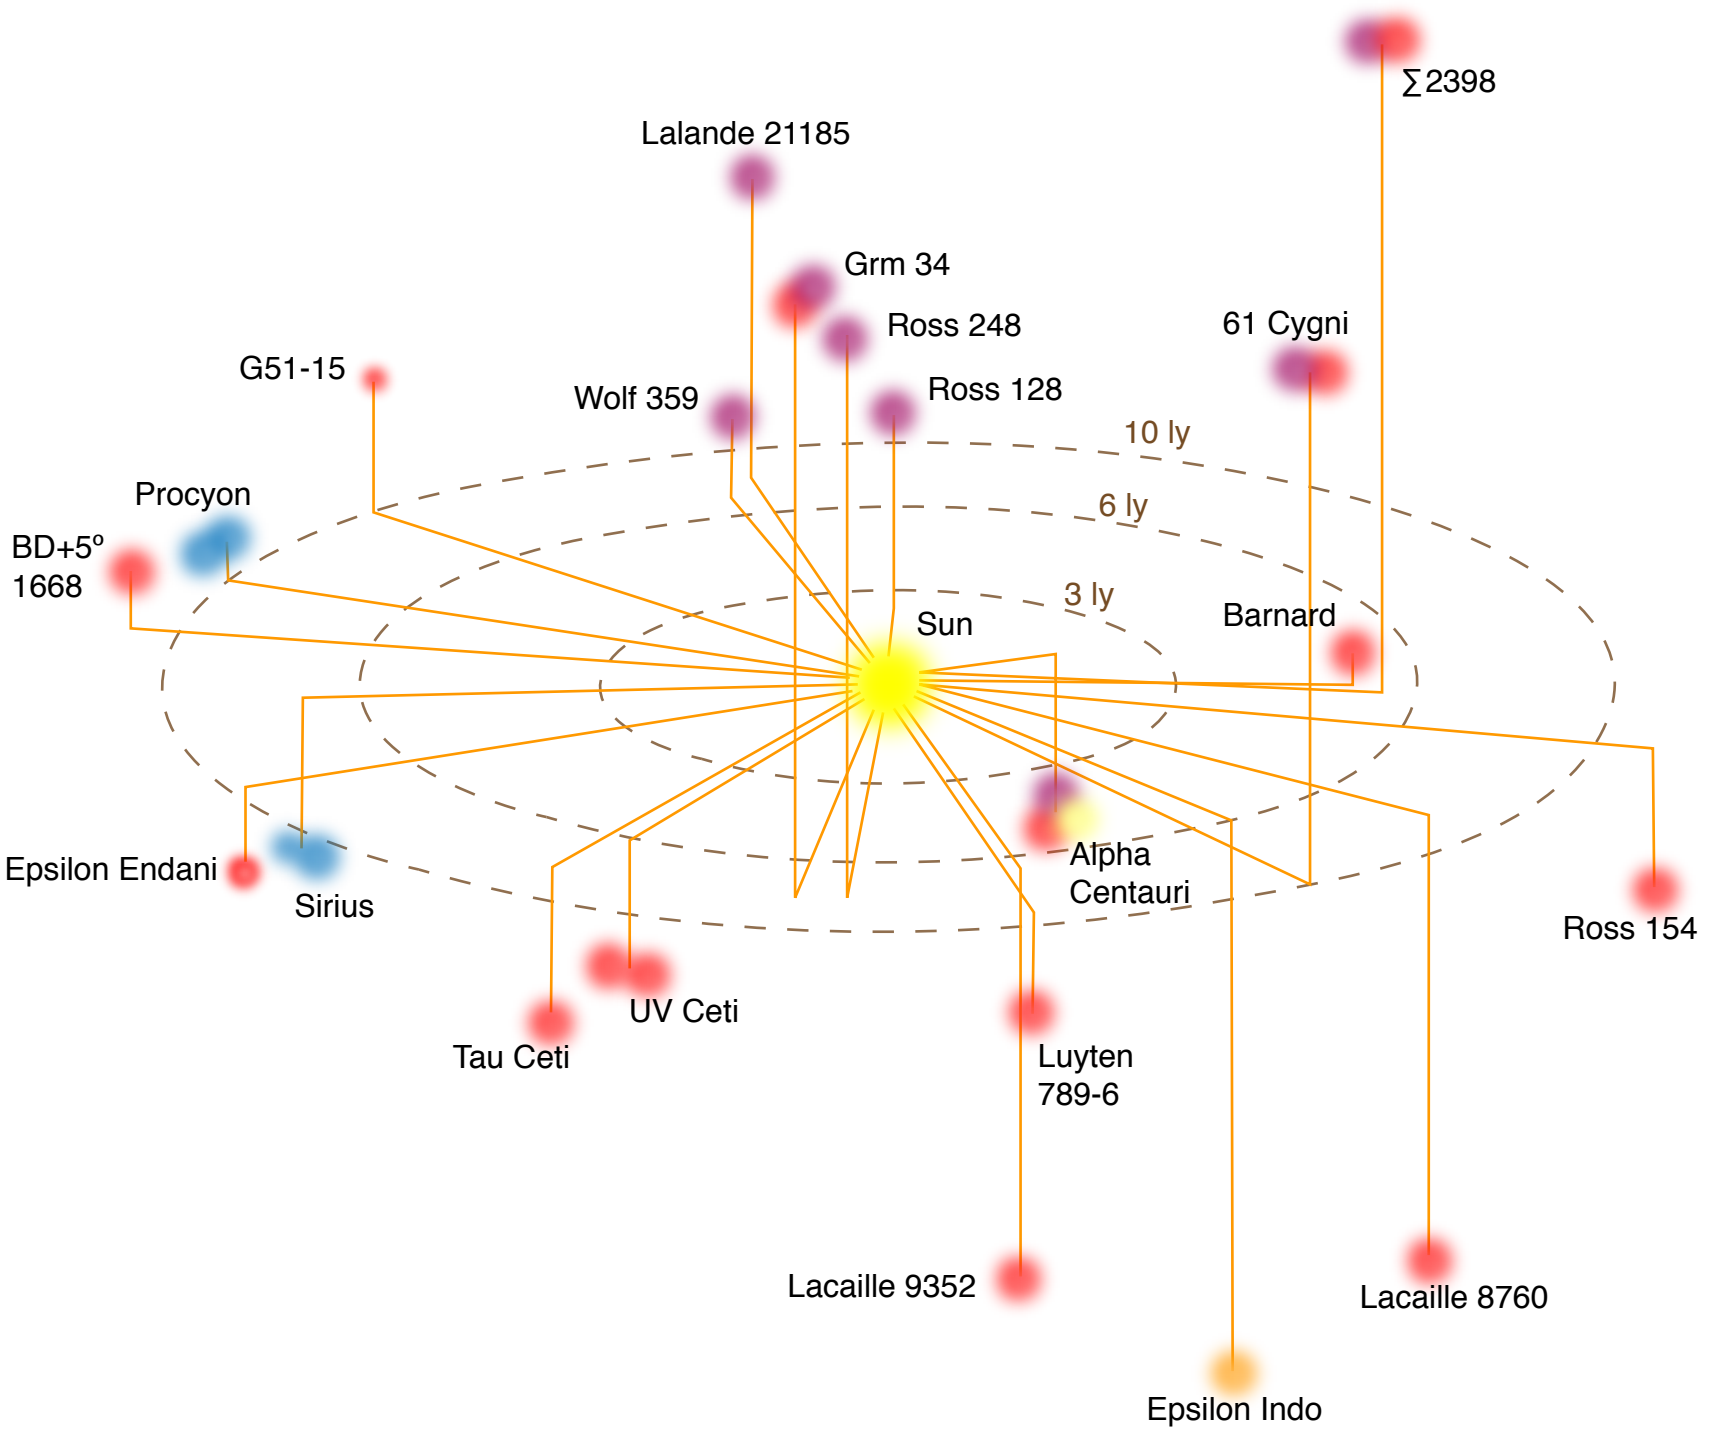 ∑2398
Lalande 21185
Grm 34
Ross 248
61 Cygni
G51-15
Ross 128
Wolf 359
10 ly
Procyon
6 ly
BD+5º
1668
3 ly
Barnard
Sun
Alpha
Centauri
Epsilon Endani
Sirius
Ross 154
UV Ceti
Tau Ceti
Luyten
789-6
Lacaille 9352
Lacaille 8760
Epsilon Indo